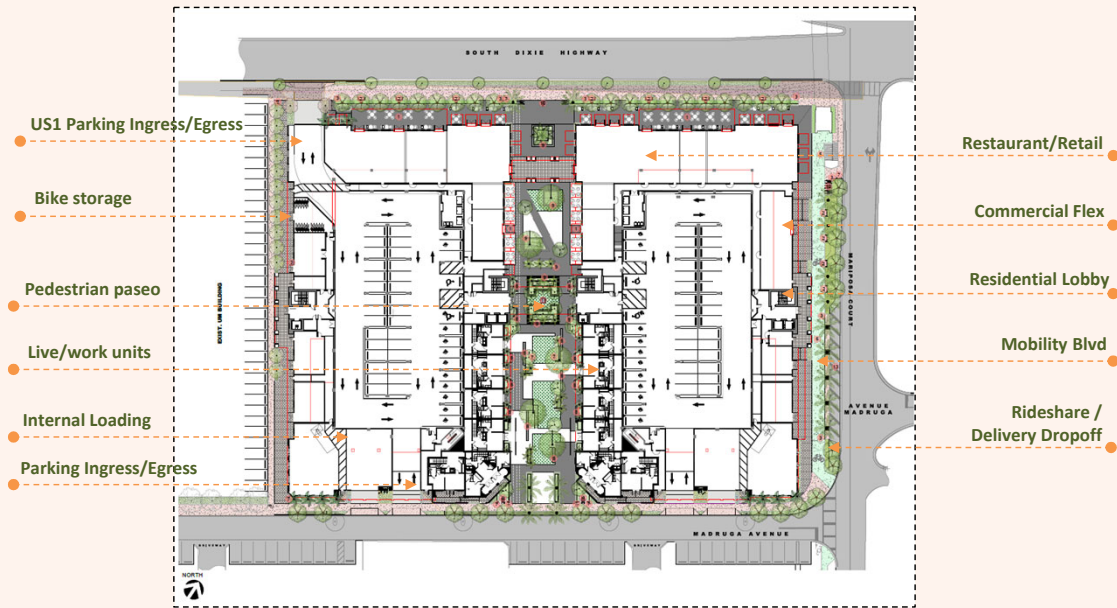 SOUTH DIXIE HIGHWAY
US1 Parking Ingress/Egress
Bike storage
Pedestrian paseo
Live/work units
Internal Loading
Parking Ingress/Egress
EXIST. UM BUILDING
Restaurant/Retail
Commercial Flex
Residential Lobby
Mobility Blvd
Rideshare /
Delivery Dropoff
MARIPOSA COURT
AVENUE
MADRUGA
MADRUGA AVENUE
DRIVEWAY
DRIVEWAY
NORTH